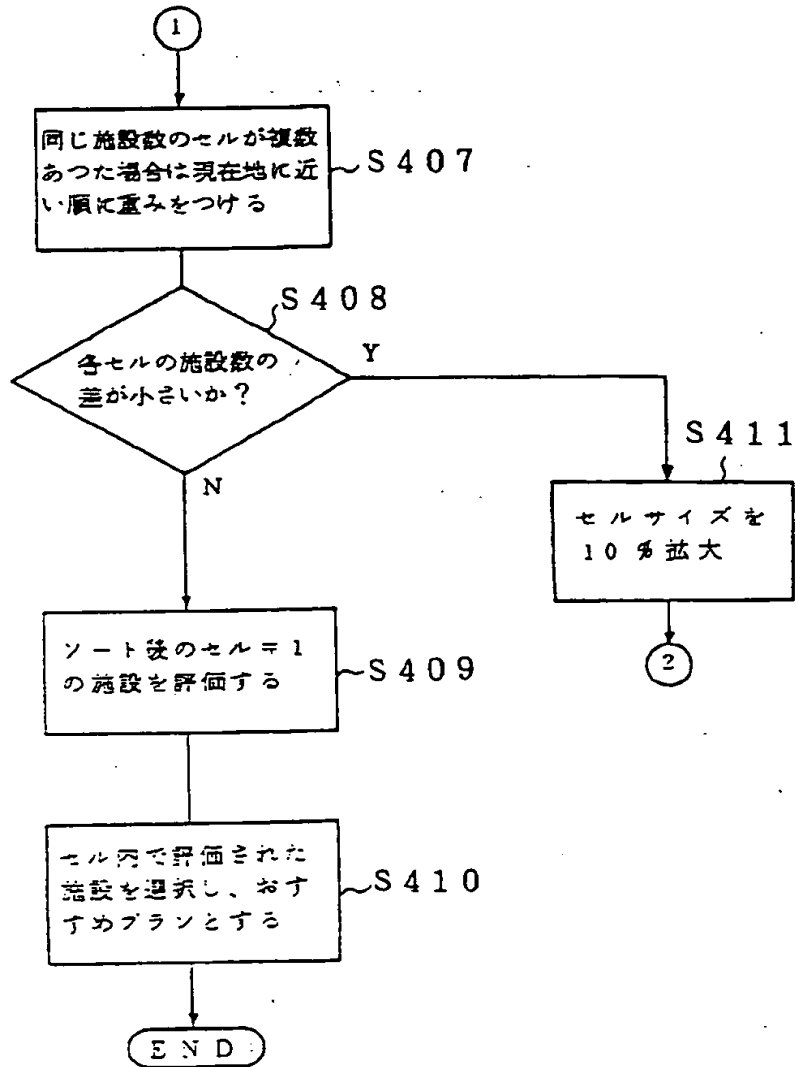 1
同じ施設数のセルが複数
あつた場合は現在地に近
い順に重みをつける
S407
S408
各セルの施設数の
差が小さいか?
Y
N
S411
セルサイズを
10%拡大
2
ソート後のセル=1
の施設を評価する
S409
セル内で評価された
施設を選択し、おす
すめプランとする
S410
END